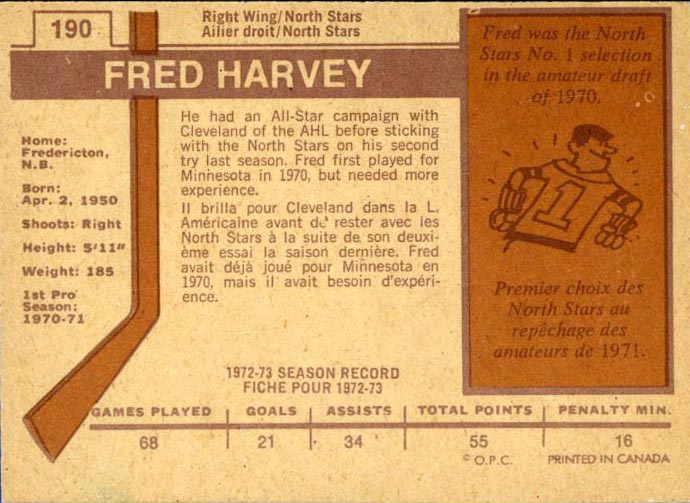 190
Right Wing/North Stars
Ailier droit/North Stars
FRED HARVEY
Home:
Fredericton,
N.B.
Born:
Apr. 2, 1950
Shoots: Right
Height: 5'11"
Weight: 185
1st Pro
Season:
1970-71
He had an All-Star campaign with
Cleveland of the AHL before sticking
with the North Stars on his second
try last season. Fred first played for
Minnesota in 1970, but needed more
experience.
Il brilla pour Cleveland dans la L.
Américaine avant de rester avec les
North Stars à la suite de son deuxi-
ème essai la saison dernière. Fred
avait déjà joué pour Minnesota en
1970, mais il avait besoin d'expéri-
ence.
Fred was the North
Stars No. 1 selection
in the amateur draft
of 1970.
1
Premier choix des
North Stars au
repêchage des
amateurs de 1971.
1972-73 SEASON RECORD
FICHE POUR 1972-73
GAMES PLAYED GOALS ASSISTS TOTAL POINTS PENALTY MIN.
68 21 34 55 16
© O.P.C. PRINTED IN CANADA